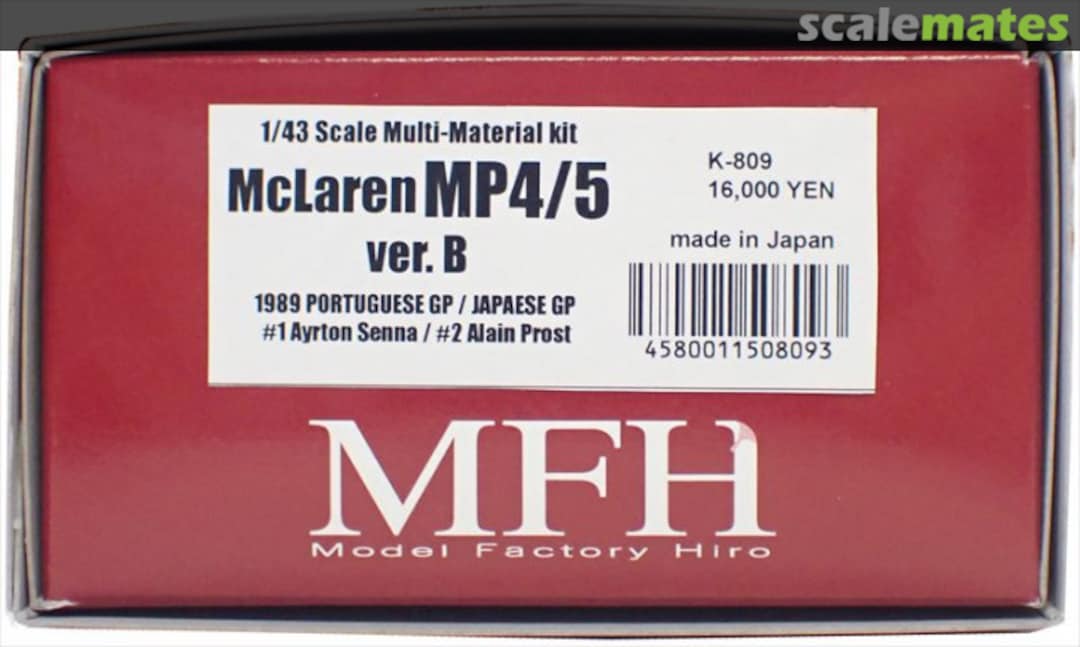 scalemates
1/43 Scale Multi-Material kit
McLaren MP4/5
ver. B
1989 PORTUGUESE GP / JAPAESE GP
#1 Ayrton Senna / #2 Alain Prost
K-809
16,000 YEN
made in Japan
4580011508093
MFH
Model Factory Hiro